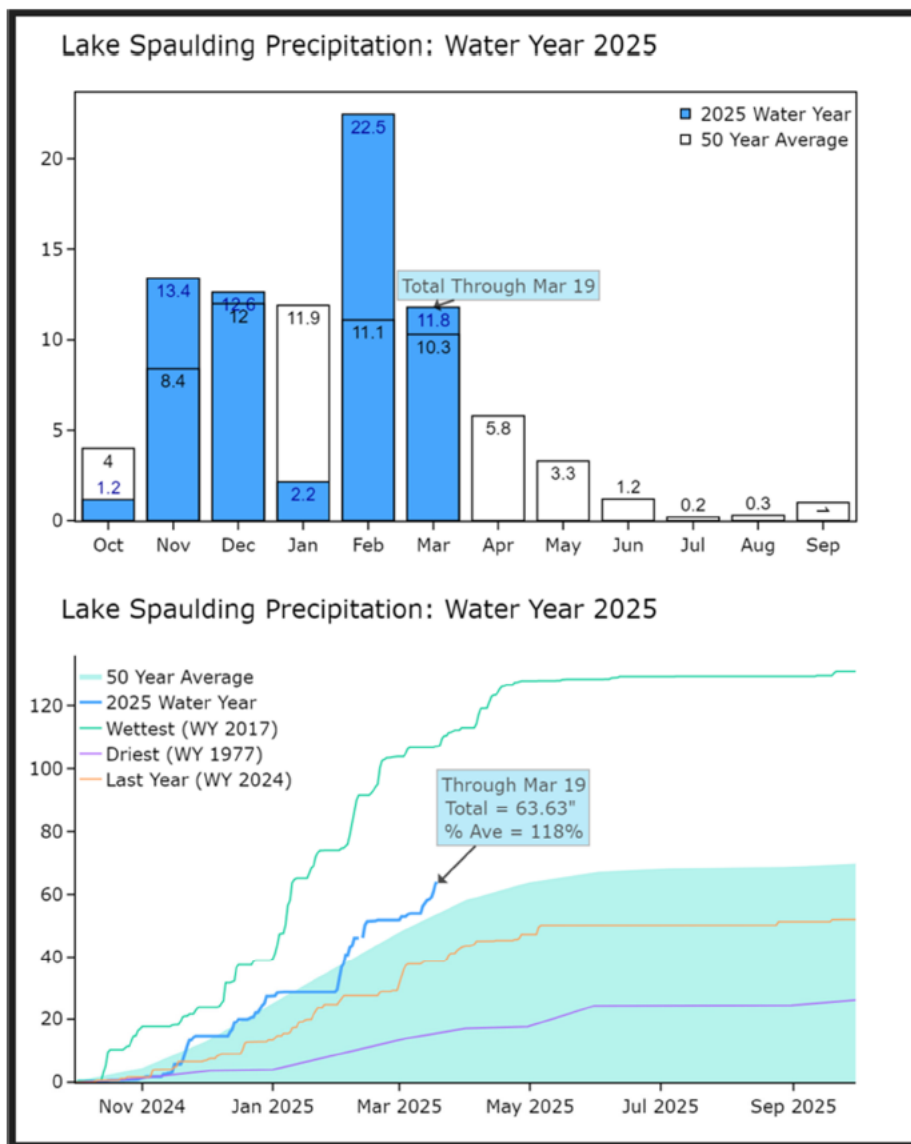 Lake Spaulding Precipitation: Water Year 2025
2025 Water Year
50 Year Average
20
15
10
5
0
4
1.2
13.4
8.4
12.6
12
11.9
2.2
22.5
11.1
Total Through Mar 19
11.8
10.3
5.8
3.3
1.2
0.2
0.3
1
Oct Nov Dec Jan Feb Mar Apr May Jun Jul Aug Sep
Lake Spaulding Precipitation: Water Year 2025
50 Year Average
2025 Water Year
Wettest (WY 2017)
Driest (WY 1977)
Last Year (WY 2024)
120
100
80
60
40
20
0
Through Mar 19
Total = 63.63"
% Ave = 118%
Nov 2024 Jan 2025 Mar 2025 May 2025 Jul 2025 Sep 2025